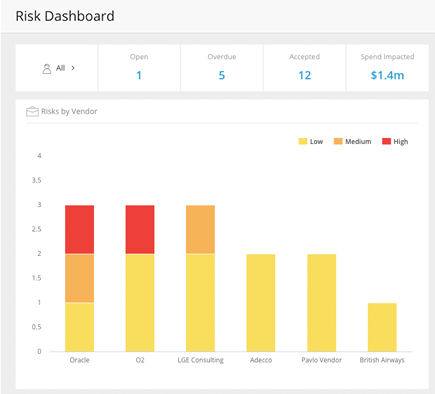 Risk Dashboard
All >
Open
1
Overdue
5
Accepted
12
Spend Impacted
$1.4m
Risks by Vendor
Low Medium High
4
3.5
3
2.5
2
1.5
1
0.5
0
Oracle O2 LGE Consulting Adecco Pavlo Vendor British Airways